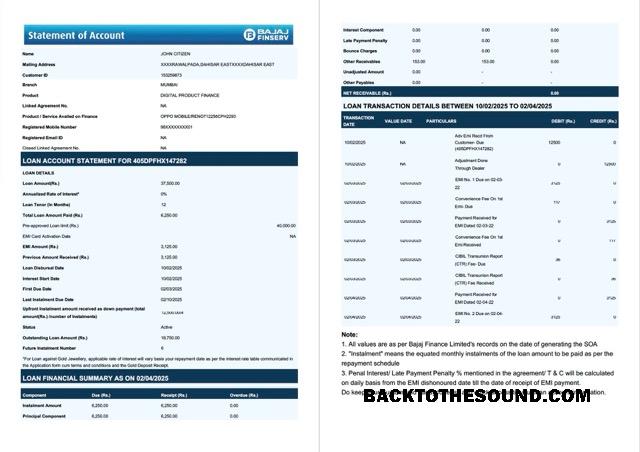 Statement of Account
BAJAJ
FINSERV
Name JOHN CITIZEN
Mailing Address XXXXRAWALPADA,DAHISAR EASTXXXXDAHISAR EAST
Customer ID 153259873
Branch MUMBAI
Product DIGITAL PRODUCT FINANCE
Linked Agreement No. NA
Product / Service Availed on Finance OPPO MOBILE/RENO
Registered Mobile Number
Registered Email ID NA
Closed Linked Agreement No. NA
LOAN ACCOUNT STATEMENT FOR 405DPFHX147282
LOAN DETAILS
Loan Amount(Rs.) 37,500.00
Annualized Rate of Interest* 0%
Loan Tenor (In Months) 12
Total Loan Amount Paid (Rs.) 6,250.00
Pre-approved Loan limit (Rs.) 40,000.00
EMI Card Activation Date NA
EMI Amount (Rs.) 3,125.00
Previous Amount Received (Rs.) 3,125.00
Loan Disbursal Date 10/02/2025
Interest Start Date 10/02/2025
First Due Date 02/03/2025
Last Instalment Due Date 02/10/2025
Upfront instalment amount received as down payment (total
amount(Rs.) /number of instalments)
Status Active
Outstanding Loan Amount (Rs.) 18,750.00
Future Instalment Number 6
*For Loan against Gold Jewellery, applicable rate of interest will vary basis your repayment date as per the interest rate table communicated in
the Application form cum terms and conditions and the Gold Deposit Receipt.
LOAN FINANCIAL SUMMARY AS ON 02/04/2025
Component Due (Rs.) Receipt (Rs.) Overdue (Rs.)
Instalment Amount 6,250.00 6,250.00 0.00
Principal Component 6,250.00 6,250.00 0.00
Interest Component 0.00 0.00 0.00
Late Payment Penalty 0.00 0.00 0.00
Bounce Charges 0.00 0.00 0.00
Other Receivables 153.00 153.00 0.00
Unadjusted Amount 0.00 - -
Other Payables - -
NET RECEIVABLE (Rs.) 0.00
LOAN TRANSACTION DETAILS BETWEEN 10/02/2025 TO 02/04/2025
TRANSACTION
DATE VALUE DATE PARTICULARS DEBIT (RS.) CREDIT (RS.)
Adv Emi Recd From
10/02/2025 NA Customer- Due 12500 0
(405DPFHX147282)
10/02/2025 NA Adjustment Done 0 12500
Through Dealer
02/03/2025 02/03/2025 EMI No. 1 Due on 02-03- 3125 0
22
02/03/2025 02/03/2025 Convenience Fee On 1st 117 0
Emi- Due
02/03/2025 02/03/2025 Payment Received for 0 3125
EMI Dated 02-03-22
02/03/2025 02/03/2025 Convenience Fee On 1st 0 117
Emi Received
02/03/2025 02/03/2025 CIBIL Transunion Report 36 0
(CTR) Fee- Due
02/03/2025 02/03/2025 CIBIL Transunion Report 0 36
(CTR) Fee Received
02/04/2025 02/04/2025 Payment Received for 0 3125
EMI Dated 02-04-22
02/04/2025 02/04/2025 EMI No. 2 Due on 02-04- 3125 0
22
Note:
1. All values are as per Bajaj Finance Limited's records on the date of generating the SOA
2. "Instalment" means the equated monthly instalments of the loan amount to be paid as per the
repayment schedule
3. Penal Interest/ Late Payment Penalty % mentioned in the agreement/ T & C will be calculated
on daily basis from the EMI dishonoured date till the date of receipt of EMI payment.
Do keep
BACKTOTHESOUND.COM